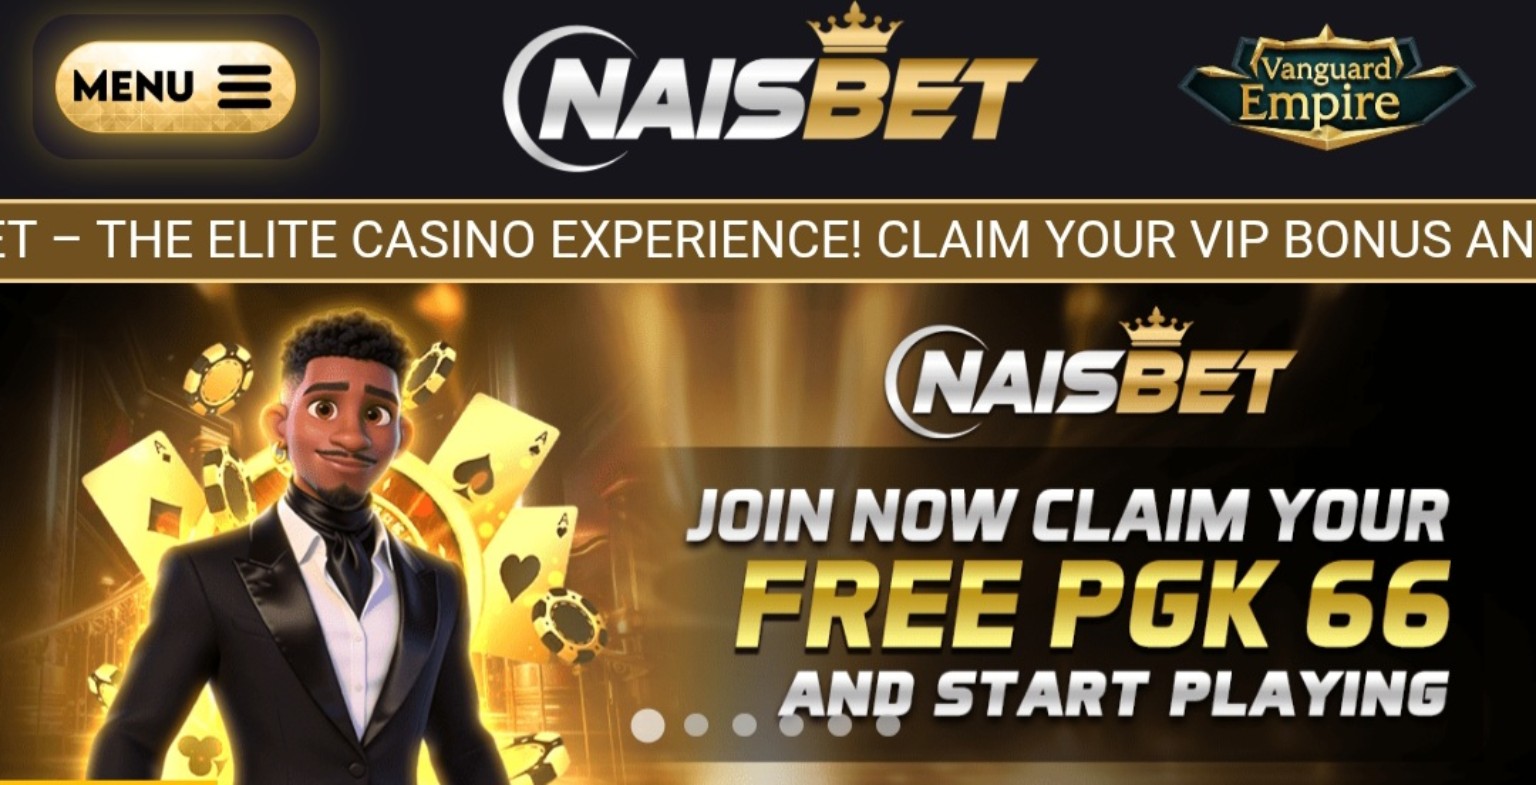 MENU
NAISBET
Vanguard
Empire
ET – THE ELITE CASINO EXPERIENCE! CLAIM YOUR VIP BONUS AN
NAISBET
JOIN NOW CLAIM YOUR
FREE PGK 66
AND START PLAYING
A
A
A